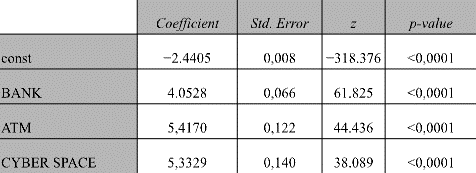 Coefficient Std. Error z p-value
const −2.4405 0,008 −318.376 <0,0001
BANK 4.0528 0,066 61.825 <0,0001
ATM 5,4170 0,122 44.436 <0,0001
CYBER SPACE 5,3329 0,140 38.089 <0,0001